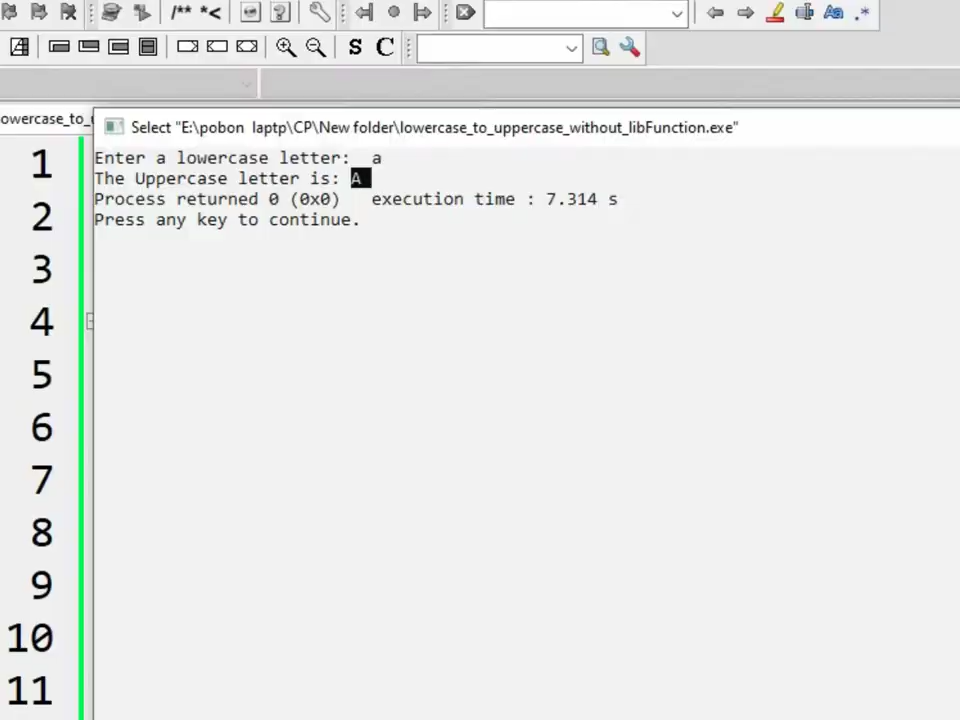 /** *<
S C
owercase_to_
Select "E:\pobon laptp\CP\New folder\lowercase_to_uppercase_without_libFunction.exe"
Enter a lowercase letter:  a
The Uppercase letter is: A
Process returned 0 (0x0)   execution time : 7.314 s
Press any key to continue.
1
2
3
4
5
6
7
8
9
10
11